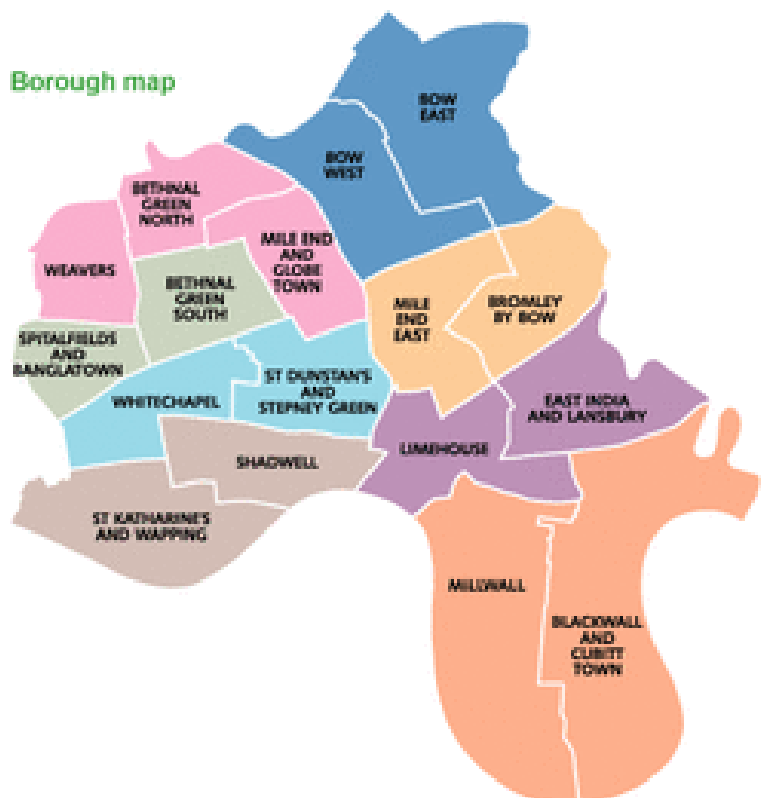 Borough map
BOW
EAST
BOW
WEST
BETHNAL
GREEN
NORTH
MILE END
AND
GLOBE
TOWN
WEAVERS
BETHNAL
GREEN
SOUTH
MILE
END
EAST
BROMLEY
BY BOW
SPITALFIELDS
AND
BANGLATOWN
WHITECHAPEL
ST DUNSTAN'S
AND
STEPNEY GREEN
EAST INDIA
AND LANSBURY
LIMEHOUSE
SHADWELL
ST KATHARINE'S
AND WAPPING
MILLWALL
BLACKWALL
AND
CUBITT
TOWN